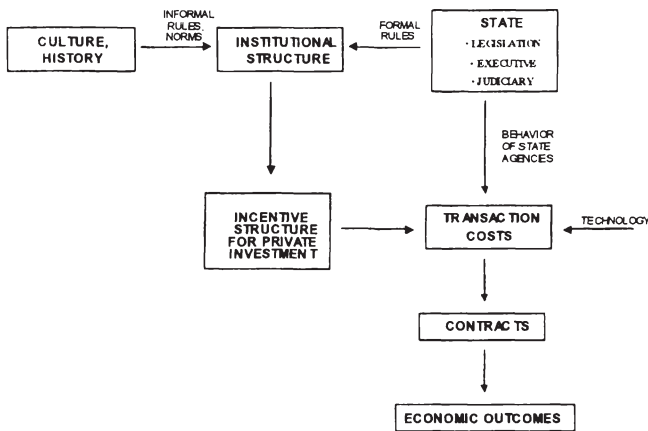 INFORMAL
RULES,
NORMS
FORMAL
RULES
CULTURE,
HISTORY
INSTITUTIONAL
STRUCTURE
STATE
· LEGISLATION
· EXECUTIVE
· JUDICIARY
BEHAVIOR
OF STATE
AGENCIES
INCENTIVE
STRUCTURE
FOR PRIVATE
INVESTMENT
TRANSACTION
COSTS
TECHNOLOGY
CONTRACTS
ECONOMIC OUTCOMES